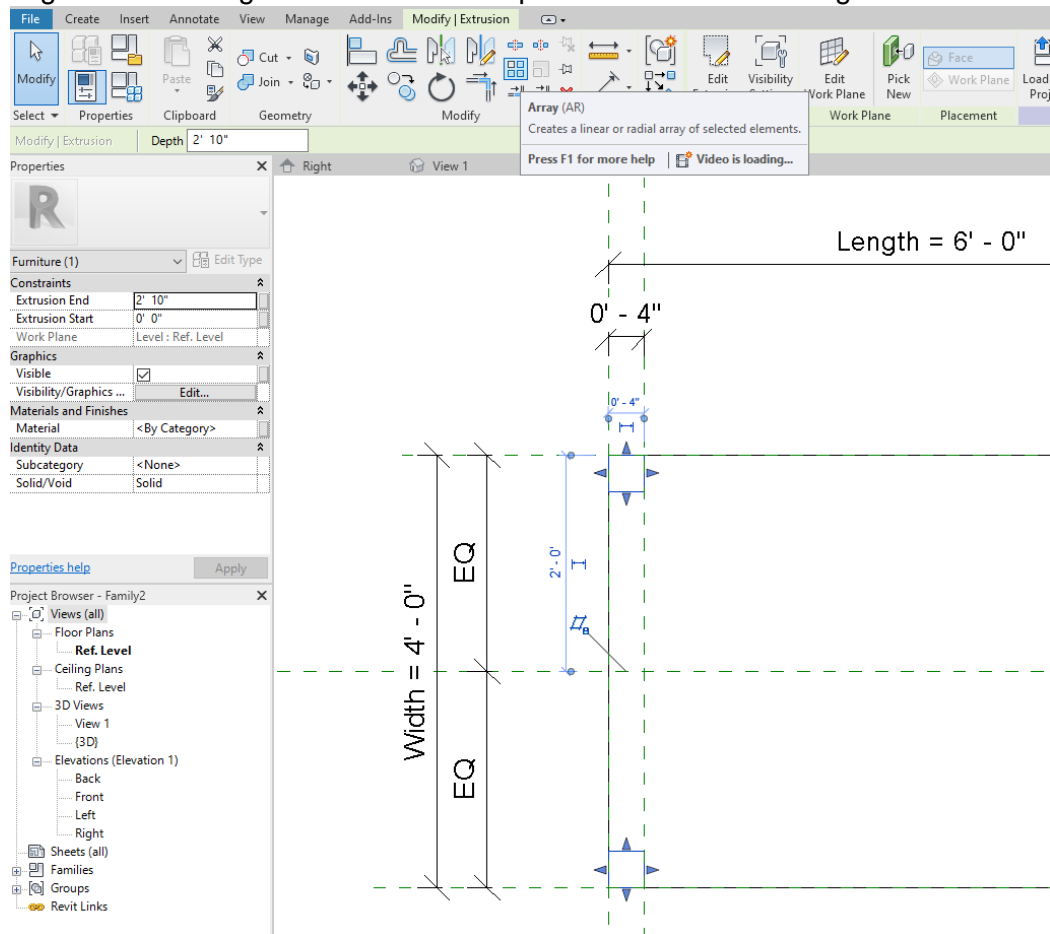 File Create Insert Annotate View Manage Add-Ins Modify | Extrusion
Cut
Join
Modify
Paste
Edit
Visibility
Edit
Work Plane
Pick
New
Face
Work Plane
Load
Proj
Select Properties Clipboard Geometry Modify Work Plane Placement
Array (AR)
Creates a linear or radial array of selected elements.
Press F1 for more help Video is loading...
Modify | Extrusion Depth 2' 10"
Properties X Right View 1
R
Furniture (1) Edit Type
Constraints
Extrusion End 2' 10"
Extrusion Start 0' 0"
Work Plane Level : Ref. Level
Graphics
Visible
Visibility/Graphics ... Edit...
Materials and Finishes
Material <By Category>
Identity Data
Subcategory <None>
Solid/Void Solid
Properties help Apply
Project Browser - Family2 X
Views (all)
Floor Plans
Ref. Level
Ceiling Plans
Ref. Level
3D Views
View 1
{3D}
Elevations (Elevation 1)
Back
Front
Left
Right
Sheets (all)
Families
Groups
Revit Links
Length = 6' - 0"
0' - 4"
0' - 4"
2' - 0'
EQ
Width = 4' - 0"
EQ